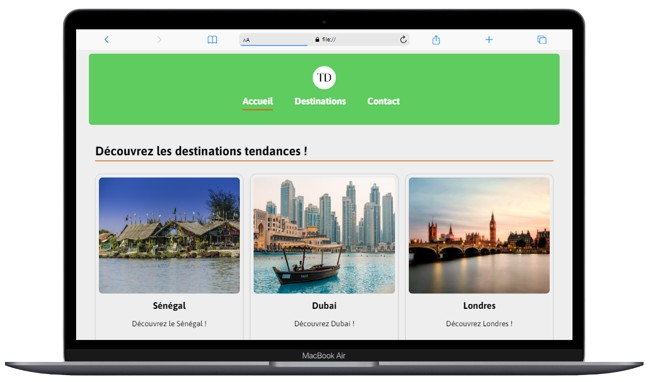 AA
file://
TD
Accueil Destinations Contact
Découvrez les destinations tendances !
Sénégal Dubai Londres
Découvrez le Sénégal ! Découvrez Dubai ! Découvrez Londres !
MacBook Air